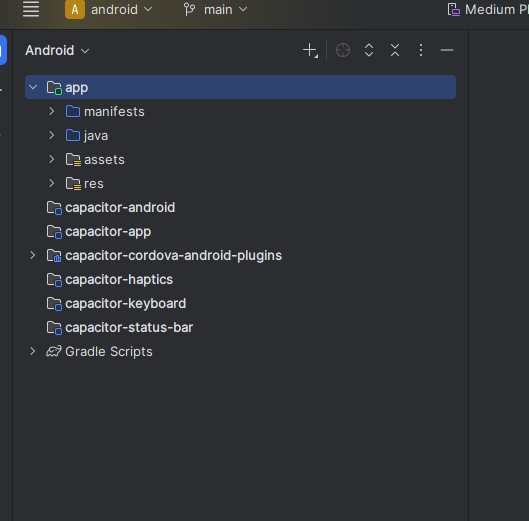 A android main Medium
Android
app
manifests
java
assets
res
capacitor-android
capacitor-app
capacitor-cordova-android-plugins
capacitor-haptics
capacitor-keyboard
capacitor-status-bar
Gradle Scripts